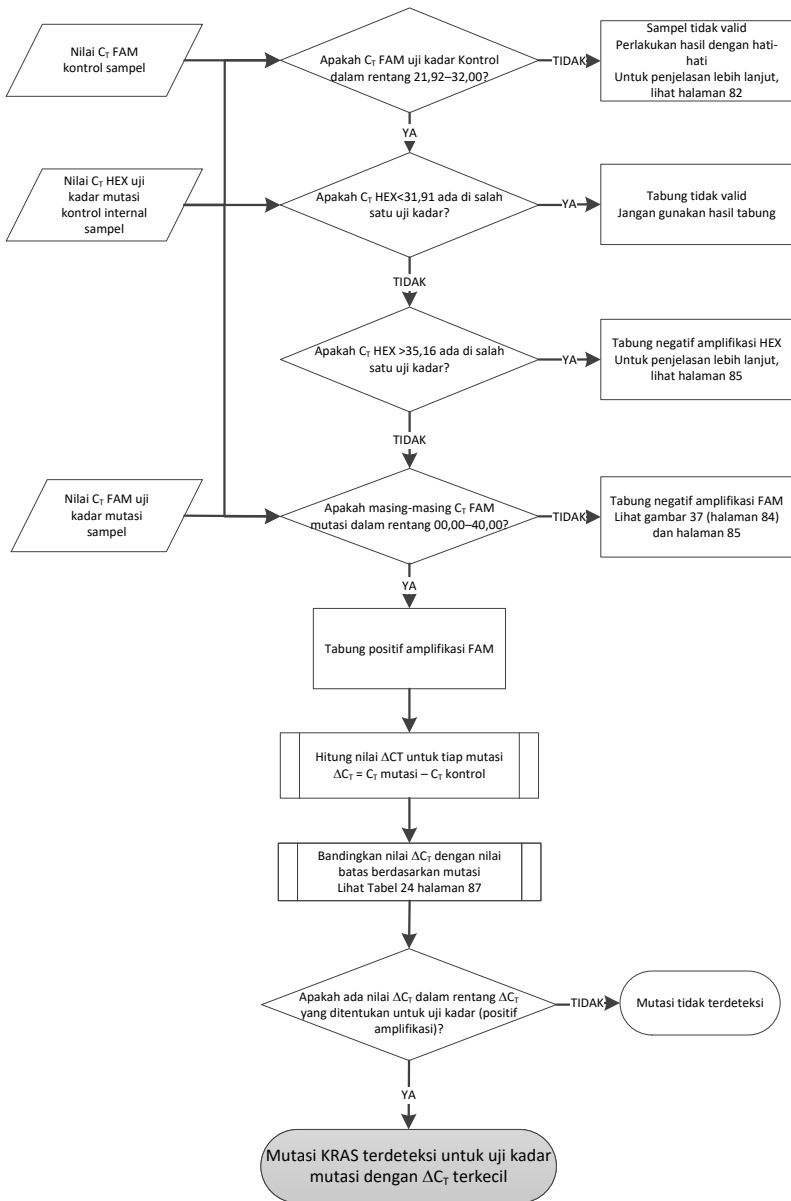 Nilai CT FAM
kontrol sampel
Apakah CT FAM uji kadar Kontrol
dalam rentang 21,92–32,00?
TIDAK
Sampel tidak valid
Perlakukan hasil dengan hati-
hati
Untuk penjelasan lebih lanjut,
lihat halaman 82
YA
Nilai CT HEX uji
kadar mutasi
kontrol internal
sampel
Apakah CT HEX<31,91 ada di salah
satu uji kadar?
YA
Tabung tidak valid
Jangan gunakan hasil tabung
TIDAK
Apakah CT HEX >35,16 ada di salah
satu uji kadar?
YA
Tabung negatif amplifikasi HEX
Untuk penjelasan lebih lanjut,
lihat halaman 85
TIDAK
Nilai CT FAM uji
kadar mutasi
sampel
Apakah masing-masing CT FAM
mutasi dalam rentang 00,00–40,00?
TIDAK
Tabung negatif amplifikasi FAM
Lihat gambar 37 (halaman 84)
dan halaman 85
YA
Tabung positif amplifikasi FAM
Hitung nilai ΔCT untuk tiap mutasi
ΔCT = CT mutasi – CT kontrol
Bandingkan nilai ΔCT dengan nilai
batas berdasarkan mutasi
Lihat Tabel 24 halaman 87
Apakah ada nilai ΔCT dalam rentang ΔCT
yang ditentukan untuk uji kadar (positif
amplifikasi)?
TIDAK
Mutasi tidak terdeteksi
YA
Mutasi KRAS terdeteksi untuk uji kadar
mutasi dengan ΔCT terkecil